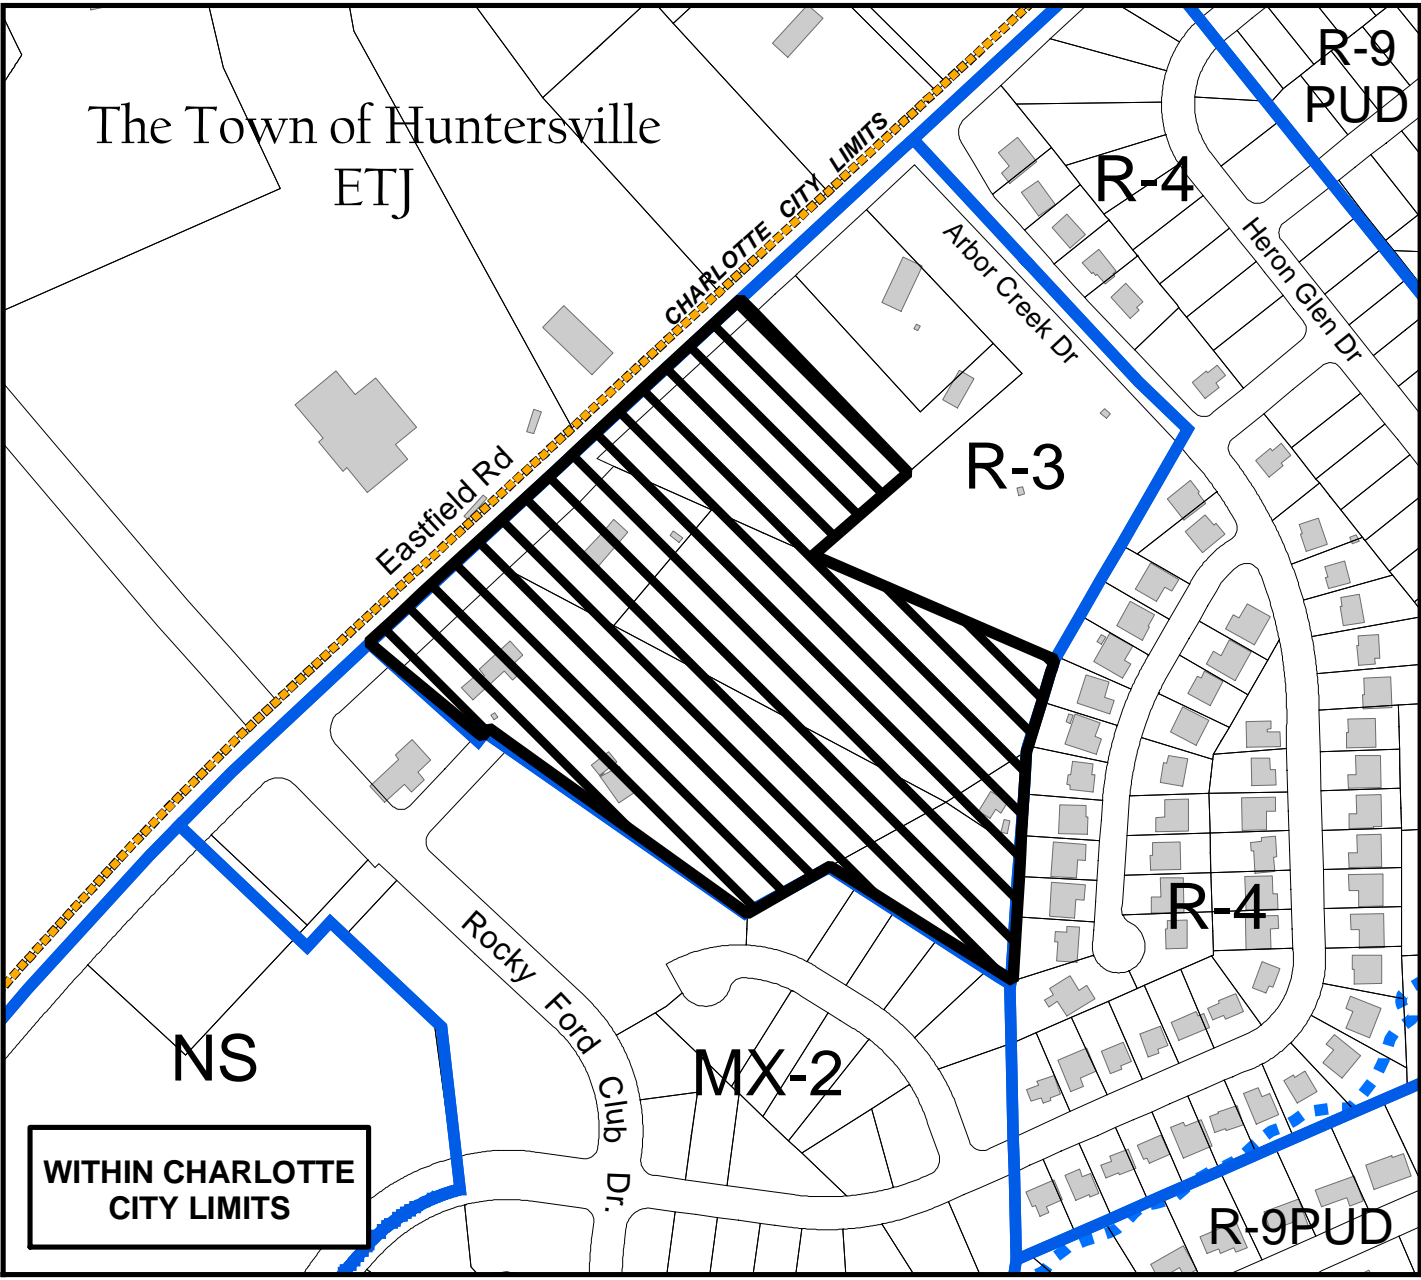 R-9
PUD
The Town of Huntersville
ETJ
CHARLOTTE CITY LIMITS
R-4
Arbor Creek Dr
Heron Glen Dr
R-3
Eastfield Rd
R-4
Rocky Ford Club Dr.
NS
MX-2
WITHIN CHARLOTTE
CITY LIMITS
R-9PUD